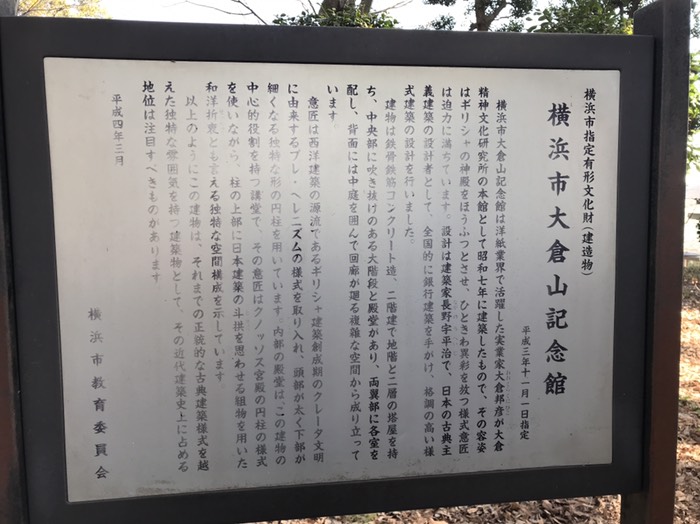 横浜市指定有形文化財(建造物)
横浜市大倉山記念館
平成三年十一月一日指定
横浜市大倉山記念館は洋紙業界で活躍した実業家大倉邦彦が大倉
精神文化研究所の本館として昭和七年に建築したもので、その容姿
はギリシャの神殿をほうふつとさせ、ひときわ異彩を放つ様式意匠
は迫力に満ちています。設計は建築家長野宇平治で、日本の古典主
義建築の設計者として、全国的に銀行建築を手がけ、格調の高い様
式建築の設計を行いました。
建物は鉄骨鉄筋コンクリート造、二階建で地階と二層の塔屋を持
ち、中央部に吹き抜けのある大階段と殿堂があり、両翼部に各室を
配し、背面には中庭を囲んで回廊が廻る複雑な空間から成り立って
います
意匠は西洋建築の源流であるギリシャ建築創成期のクレータ文明
に由来するプレ・ヘレニズムの様式を取り入れ、頭部が太く下部が
細くなる独特な形の円柱を用いています。内部の殿堂は、この建物の
中心的役割を持つ講堂で、その意匠はクノッソス宮殿の円柱の様式
を使いながら、柱の上部に日本建築の斗拱を思わせる組物を用いた
和洋折衷とも言える独特な空間構成を示しています。
以上のようにこの建物は、それまでの正統的な古典建築様式を越
えた独特な雰囲気を持つ建築物として、その近代建築史上に占める
地位は注目すべきものがあります
平成四年三月
横浜市教育委員会